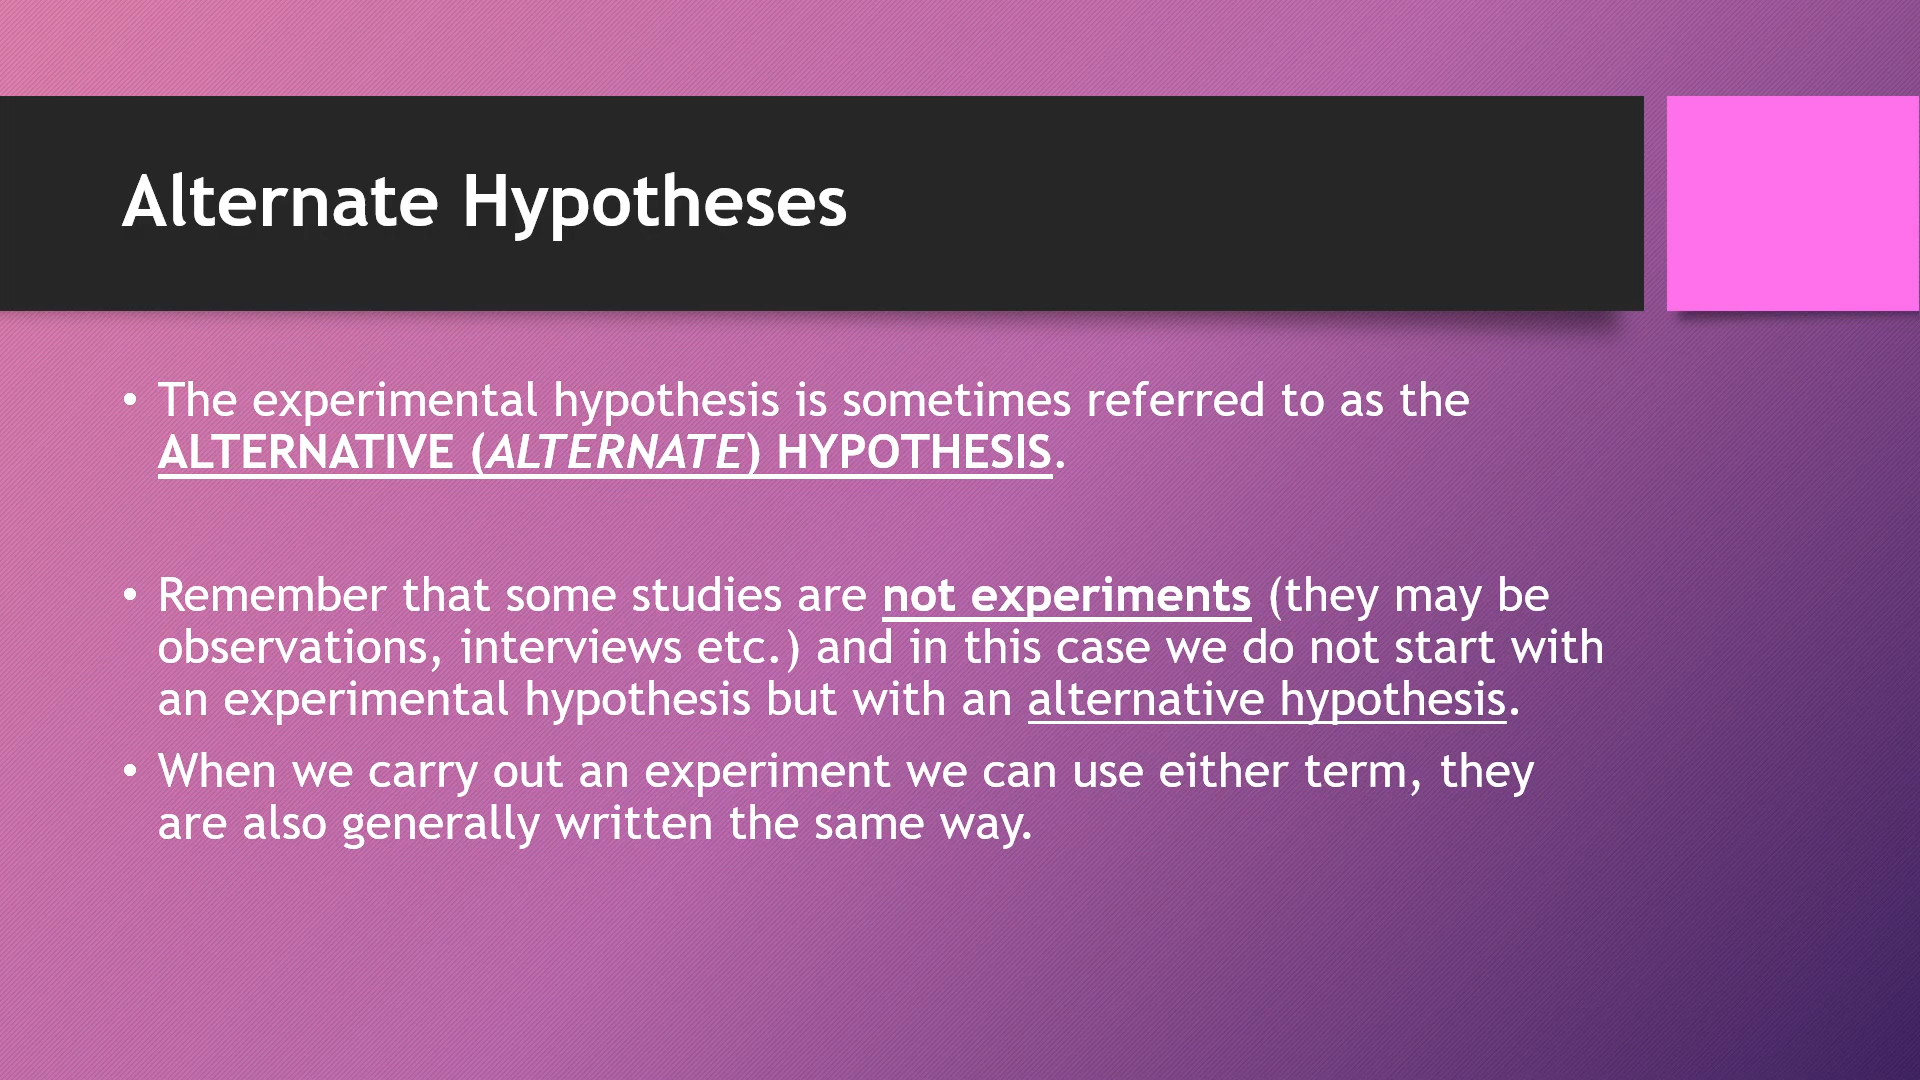 Alternate Hypotheses
• The experimental hypothesis is sometimes referred to as the
ALTERNATIVE (ALTERNATE) HYPOTHESIS.
• Remember that some studies are not experiments (they may be
observations, interviews etc.) and in this case we do not start with
an experimental hypothesis but with an alternative hypothesis.
• When we carry out an experiment we can use either term, they
are also generally written the same way.